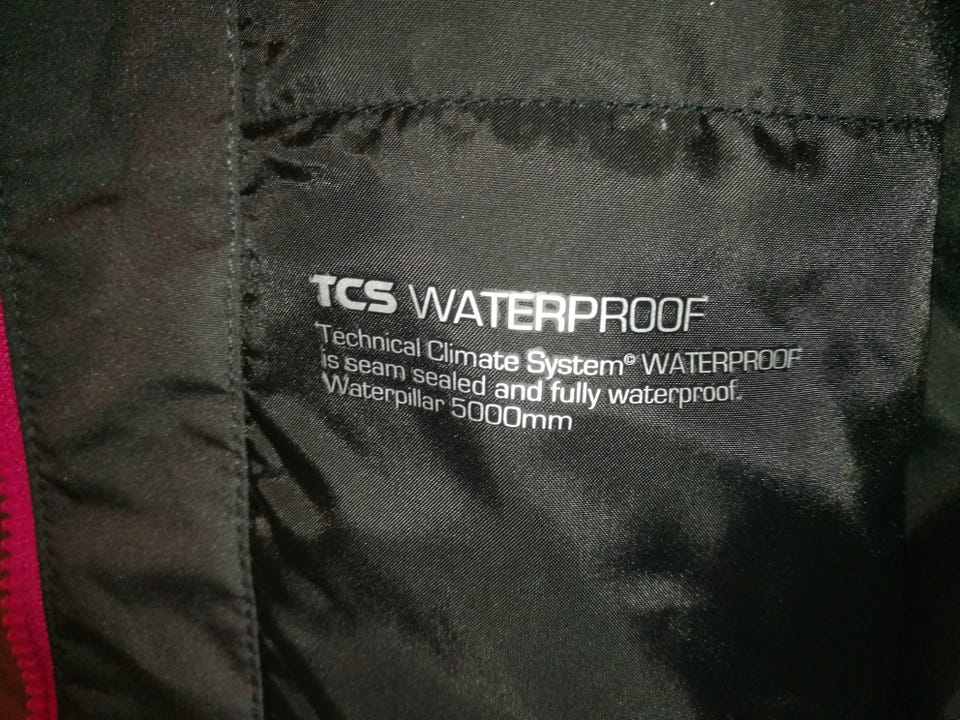 TCS WATERPROOF
Technical Climate System© WATERPROOF
is seam sealed and fully waterproof.
Waterpillar 5000mm